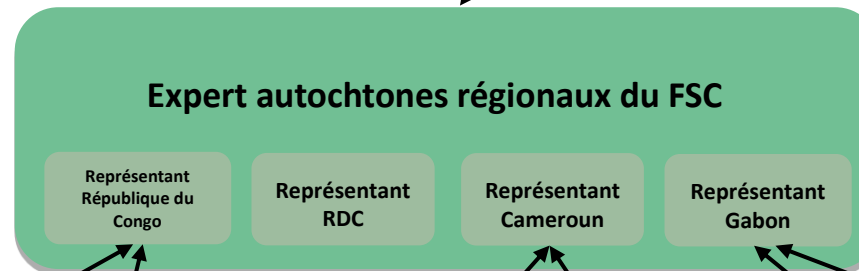 Expert autochtones régionaux du FSC
Représentant
République du
Congo
Représentant
RDC
Représentant
Cameroun
Représentant
Gabon